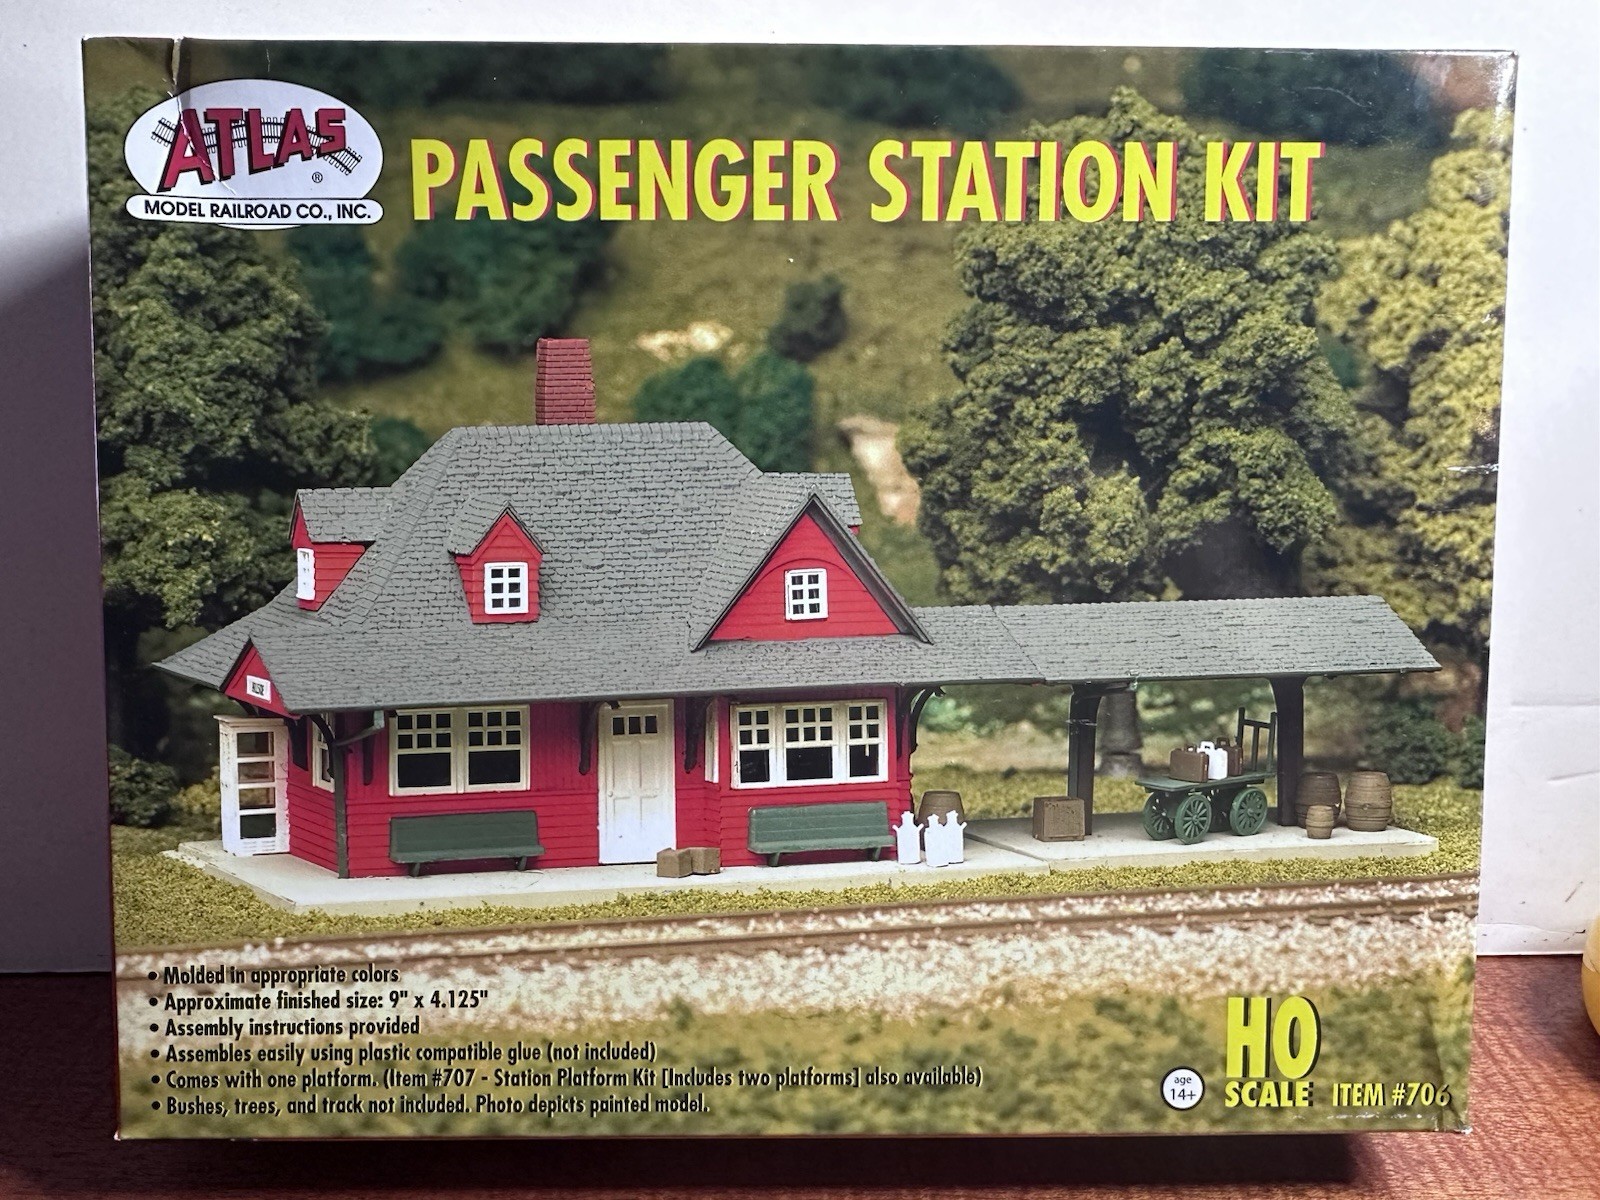 ATLAS
®
MODEL RAILROAD CO., INC.
PASSENGER STATION KIT
• Molded in appropriate colors
• Approximate finished size: 9" x 4.125"
• Assembly instructions provided
• Assembles easily using plastic compatible glue (not included)
• Comes with one platform. (Item #707 - Station Platform Kit [Includes two platforms] also available)
• Bushes, trees, and track not included. Photo depicts painted model.
age
14+
HO
SCALE ITEM #706